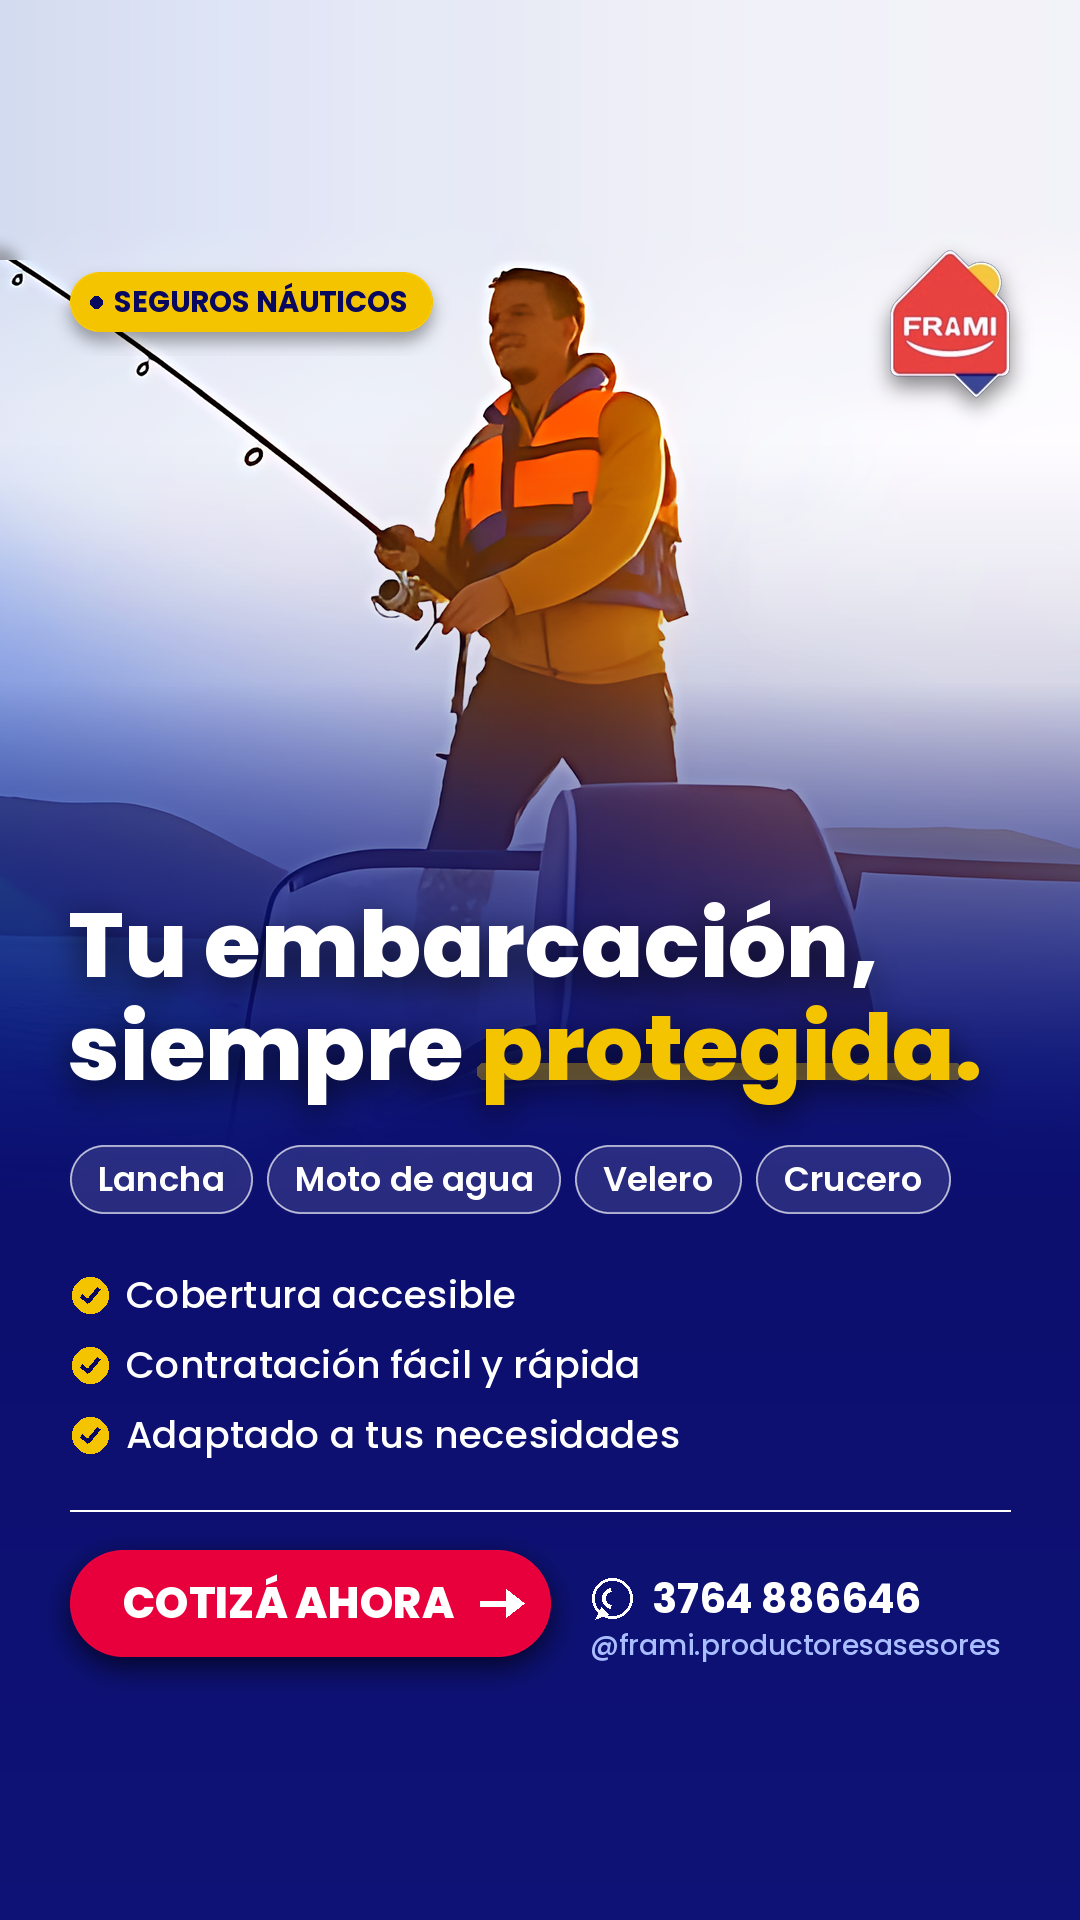 SEGUROS NÁUTICOS
FRAMI
Tu embarcación,
siempre protegida.
Lancha
Moto de agua
Velero
Crucero
Cobertura accesible
Contratación fácil y rápida
Adaptado a tus necesidades
COTIZÁ AHORA
3764 886646
@frami.productoresasesores